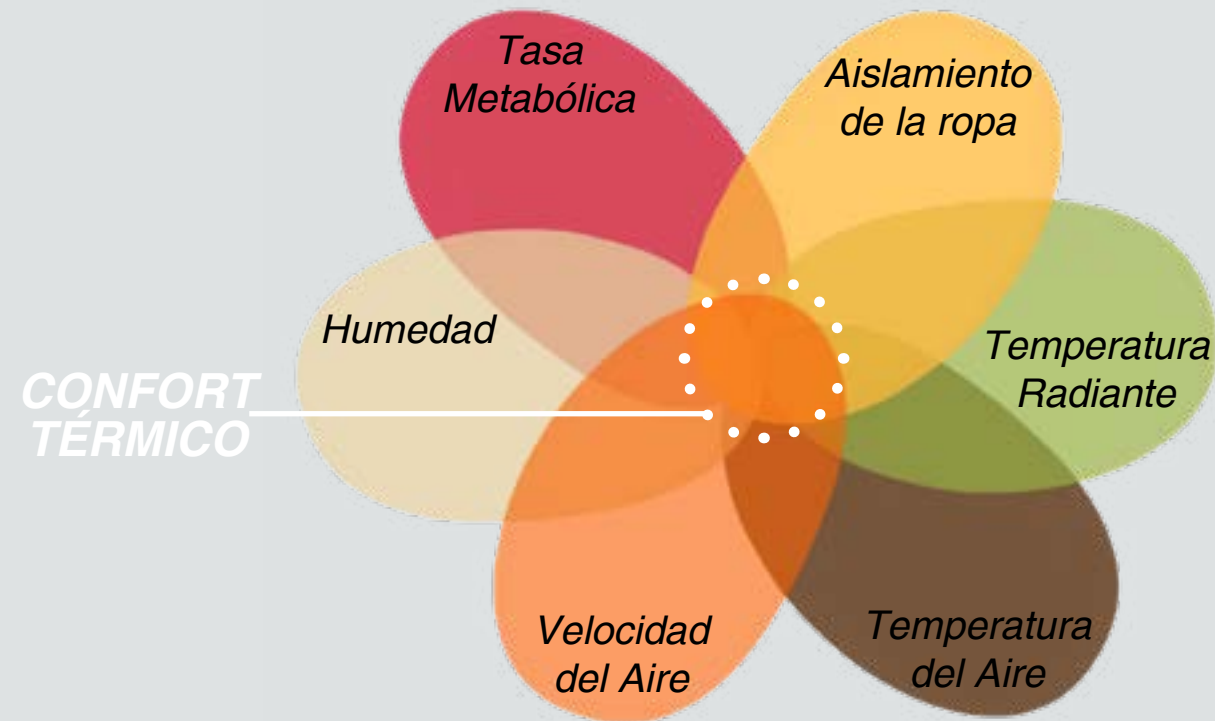 Tasa
Metabólica
Aislamiento
de la ropa
Humedad
Temperatura
Radiante
CONFORT
TÉRMICO
Velocidad
del Aire
Temperatura
del Aire